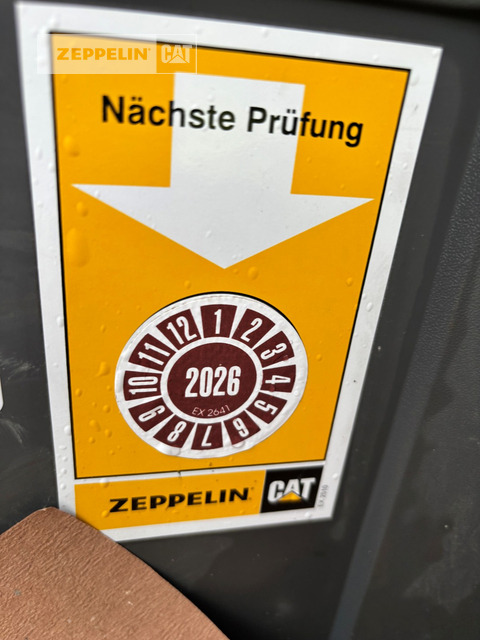 ZEPPELIN CAT
Nächste Prüfung
12 1 2 3 4 5 6 7 8 9 10 11
2026
EX 2641
ZEPPELIN CAT